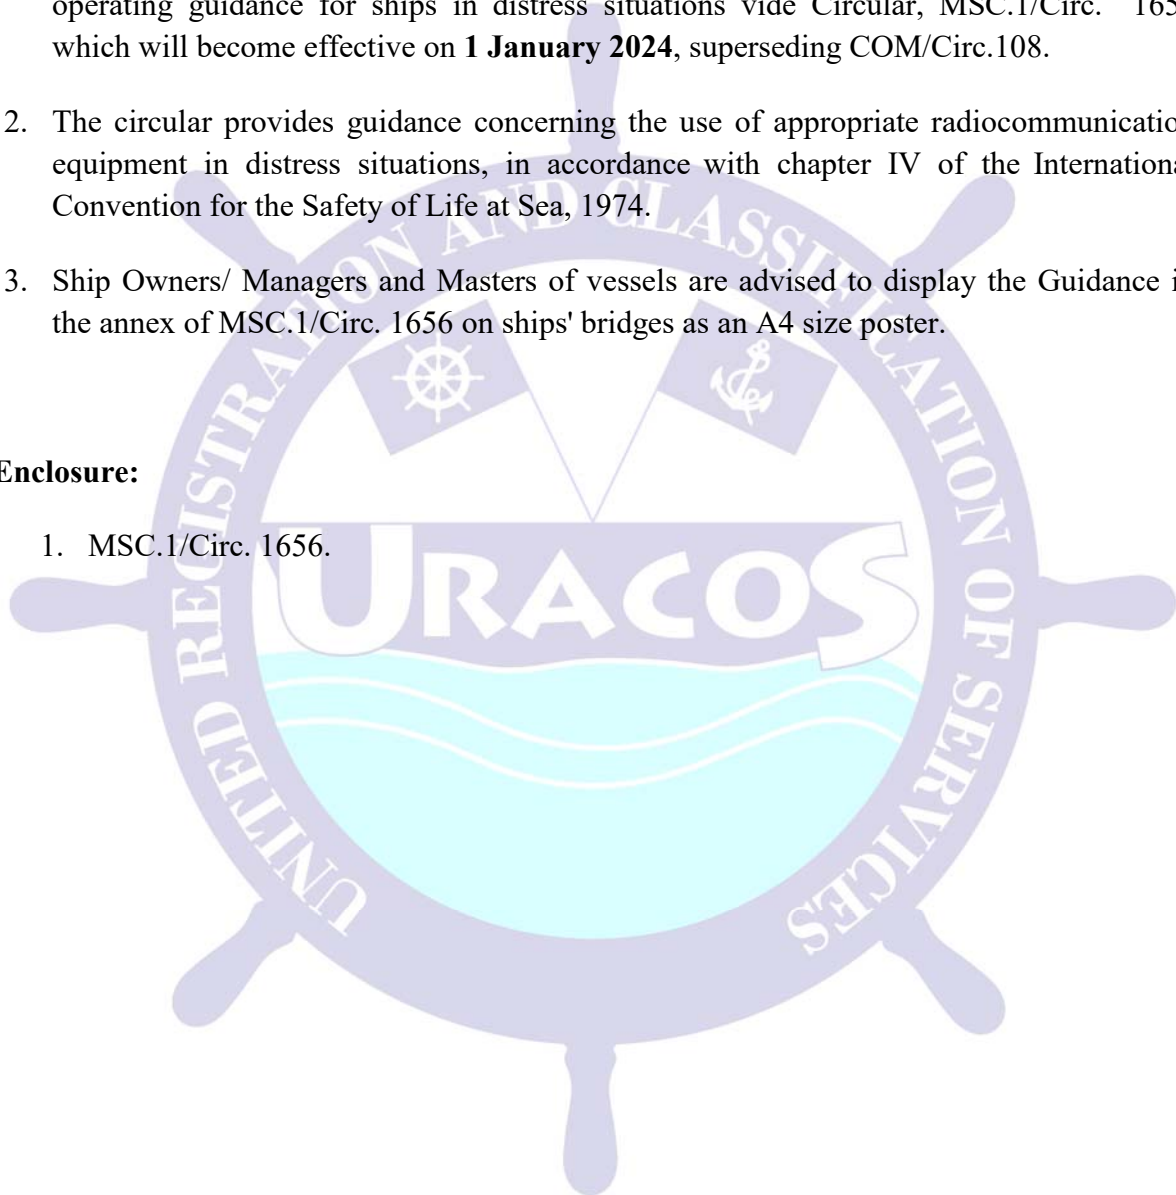 operating guidance for ships in distress situations vide Circular, MSC.1/Circ. 165
which will become effective on 1 January 2024, superseding COM/Circ.108.
2. The circular provides guidance concerning the use of appropriate radiocommunicatio
equipment in distress situations, in accordance with chapter IV of the Internationa
Convention for the Safety of Life at Sea, 1974.
3. Ship Owners/ Managers and Masters of vessels are advised to display the Guidance i
the annex of MSC.1/Circ. 1656 on ships' bridges as an A4 size poster.
Enclosure:
1. MSC.1/Circ. 1656.
UNITED REGISTRATION AND CLASSIFICATION OF SERVICES
URACOS